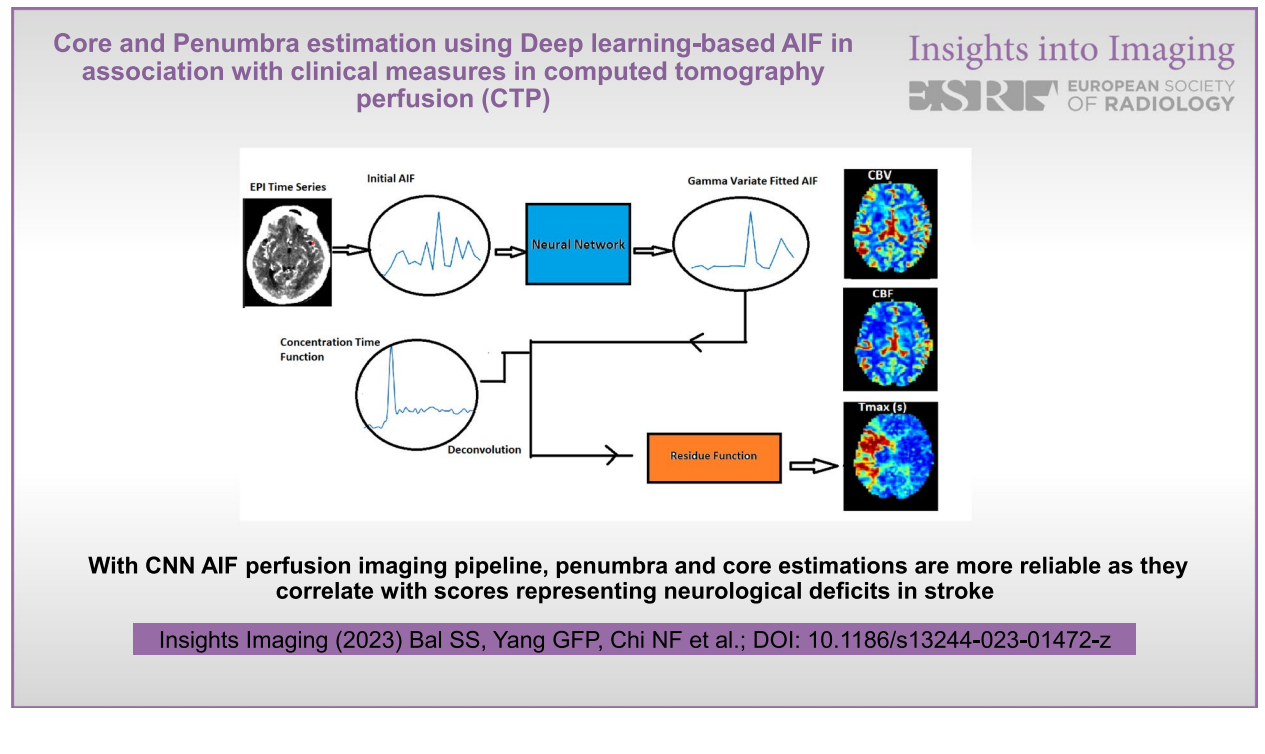 Core and Penumbra estimation using Deep learning-based AIF in
association with clinical measures in computed tomography
perfusion (CTP)
Insights into Imaging
ESR EUROPEAN SOCIETY
OF RADIOLOGY
EPI Time Series
Initial AIF
Neural Network
Gamma Variate Fitted AIF
CBV
CBF
Concentration Time
Function
Deconvolution
Residue Function
Tmax (s)
With CNN AIF perfusion imaging pipeline, penumbra and core estimations are more reliable as they
correlate with scores representing neurological deficits in stroke
Insights Imaging (2023) Bal SS, Yang GFP, Chi NF et al.; DOI: 10.1186/s13244-023-01472-z